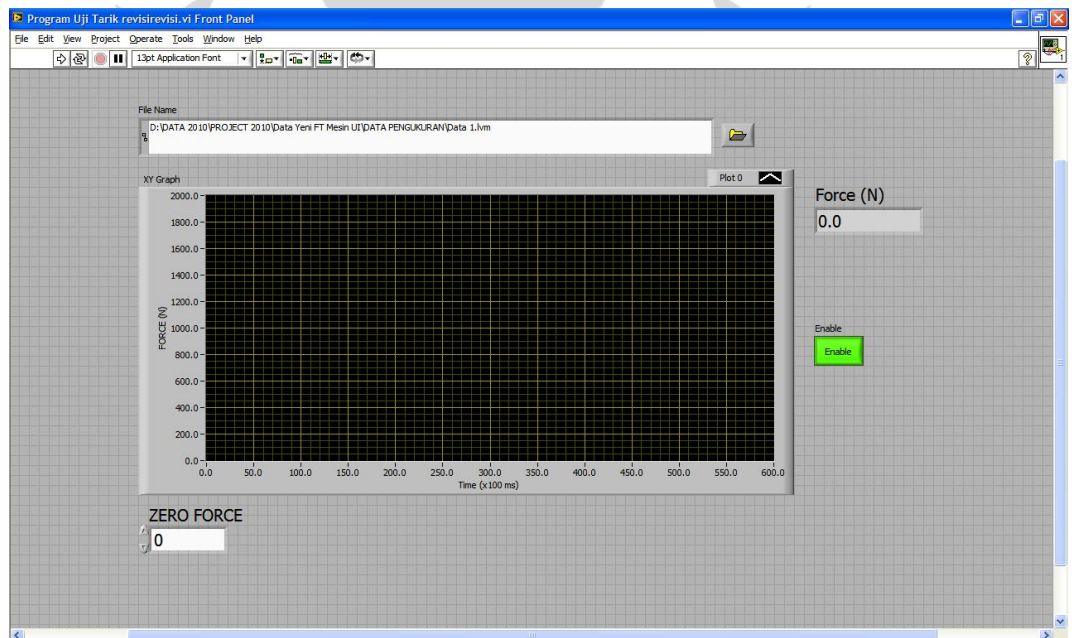 Program Uji Tarik revisirevisi.vi Front Panel
File Edit View Project Operate Tools Window Help
13pt Application Font
File Name
D:\DATA 2010\PROJECT 2010\Data Yeni FT Mesin UI\DATA PENGUKURAN\Data 1.lvm
XY Graph
Plot 0
2000.0
1800.0
1600.0
1400.0
1200.0
1000.0
800.0
600.0
400.0
200.0
0.0
FORCE (N)
0.0 50.0 100.0 150.0 200.0 250.0 300.0 350.0 400.0 450.0 500.0 550.0 600.0
Time (x100 ms)
Force (N)
0.0
Enable
Enable
ZERO FORCE
0